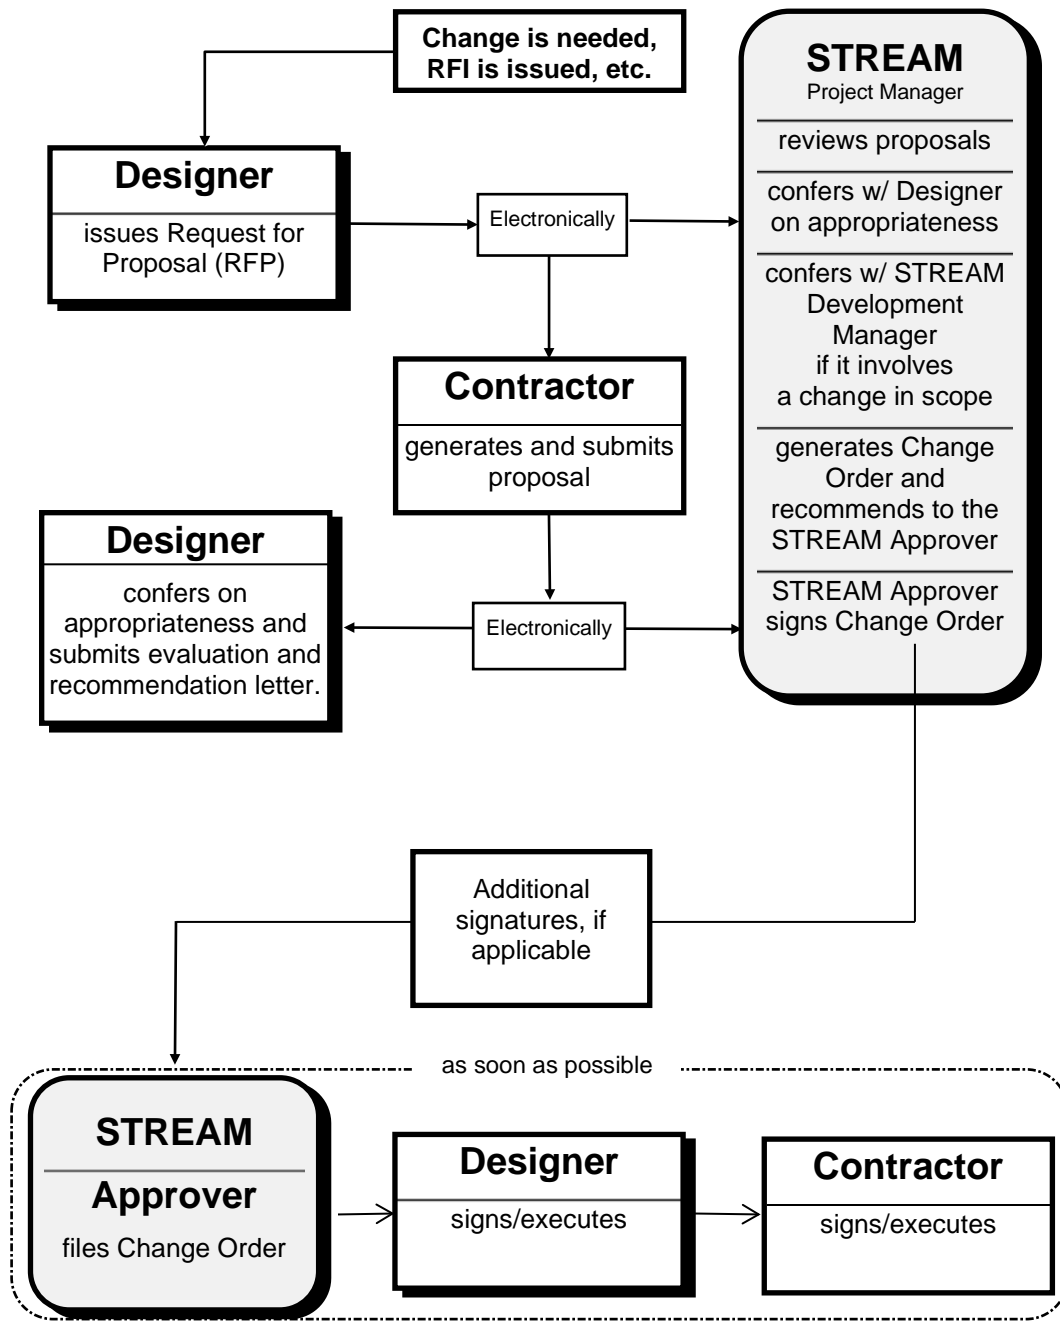 Change is needed,
RFI is issued, etc.
Designer
issues Request for
Proposal (RFP)
Electronically
STREAM
Project Manager
reviews proposals
confers w/ Designer
on appropriateness
confers w/ STREAM
Development
Manager
if it involves
a change in scope
generates Change
Order and
recommends to the
STREAM Approver
STREAM Approver
signs Change Order
Contractor
generates and submits
proposal
Electronically
Designer
confers on
appropriateness and
submits evaluation and
recommendation letter.
Additional
signatures, if
applicable
as soon as possible
STREAM
Approver
files Change Order
Designer
signs/executes
Contractor
signs/executes